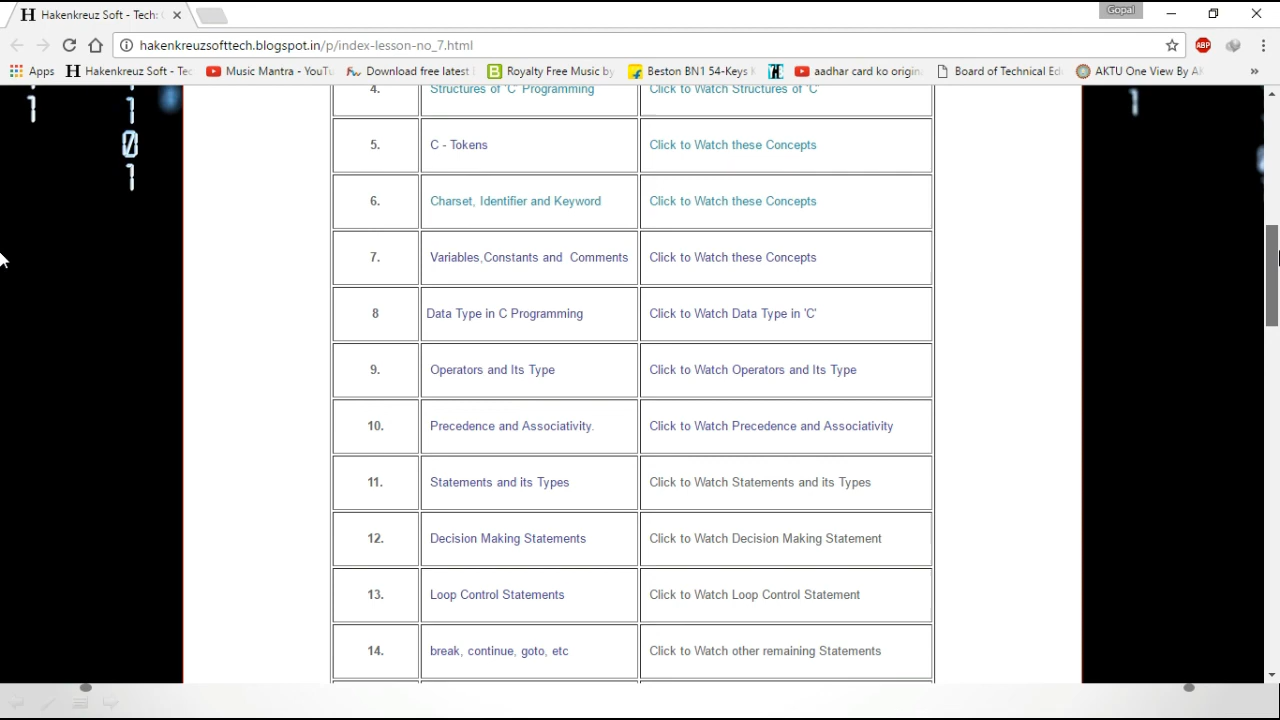 Hakenkreuz Soft - Tech:
Gopal
hakenkreuzsofttech.blogspot.in/p/index-lesson-no_7.html
Apps Hakenkreuz Soft - Tec Music Mantra - YouTu Download free latest Royalty Free Music by Beston BN1 54-Keys aadhar card ko origin Board of Technical Ed AKTU One View By A »
ABP
1 1 1
0
1
4. Structures of 'C' Programming Click to Watch Structures of 'C'
5. C - Tokens Click to Watch these Concepts
6. Charset, Identifier and Keyword Click to Watch these Concepts
7. Variables,Constants and Comments Click to Watch these Concepts
8 Data Type in C Programming Click to Watch Data Type in 'C'
9. Operators and Its Type Click to Watch Operators and Its Type
10. Precedence and Associativity. Click to Watch Precedence and Associativity
11. Statements and its Types Click to Watch Statements and its Types
12. Decision Making Statements Click to Watch Decision Making Statement
13. Loop Control Statements Click to Watch Loop Control Statement
14. break, continue, goto, etc Click to Watch other remaining Statements